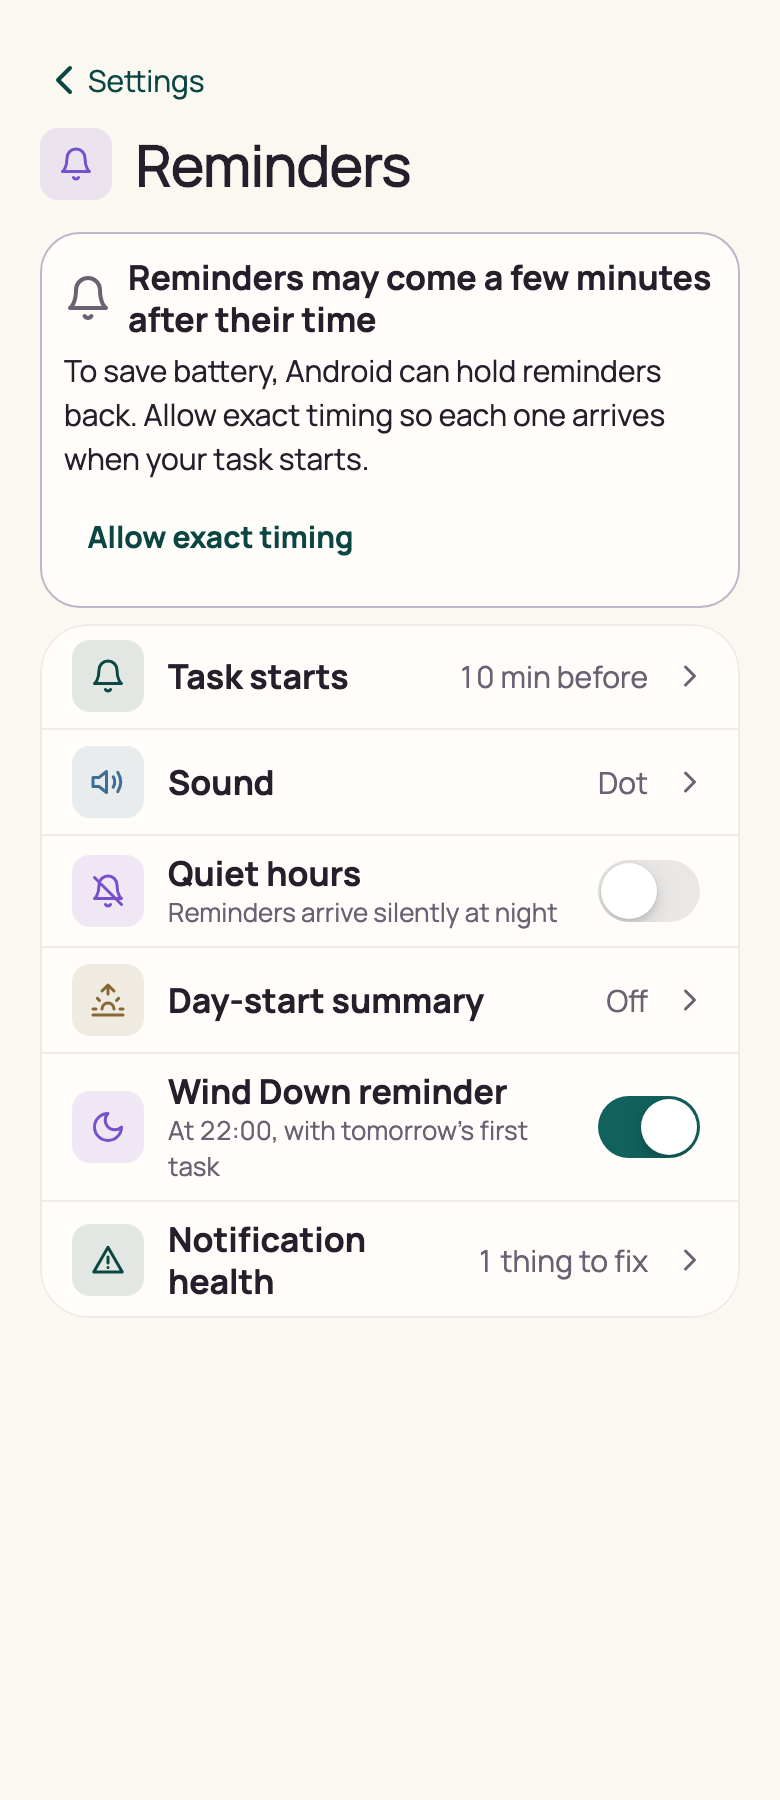 Settings
Reminders
Reminders may come a few minutes
after their time
To save battery, Android can hold reminders
back. Allow exact timing so each one arrives
when your task starts.
Allow exact timing
Task starts 10 min before
Sound Dot
Quiet hours
Reminders arrive silently at night
Day-start summary Off
Wind Down reminder
At 22:00, with tomorrow's first
task
Notification
health
1 thing to fix